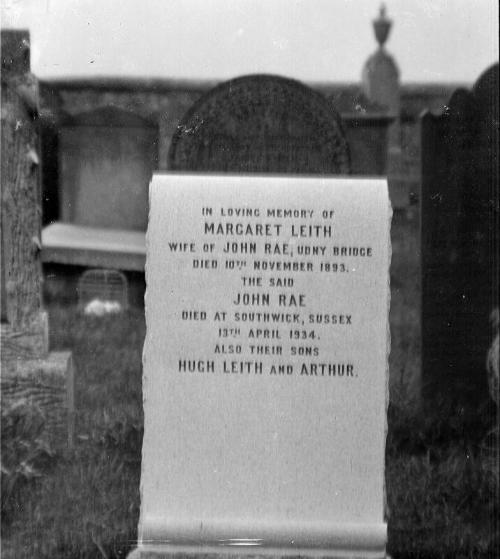 IN LOVING MEMORY OF
MARGARET LEITH
WIFE OF JOHN RAE, UDNY BRIDGE
DIED 10TH NOVEMBER 1893.
THE SAID
JOHN RAE
DIED AT SOUTHWICK, SUSSEX
13TH APRIL 1934.
ALSO THEIR SONS
HUGH LEITH AND ARTHUR.